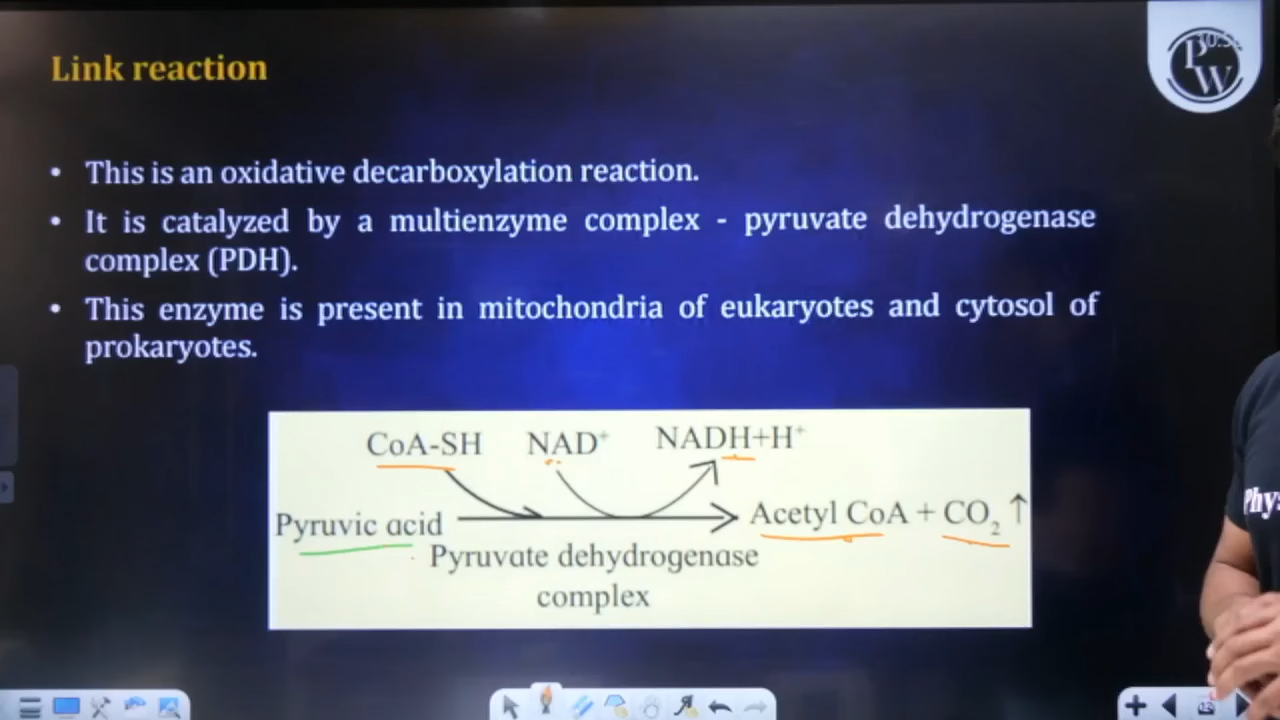 Link reaction
• This is an oxidative decarboxylation reaction.
• It is catalyzed by a multienzyme complex - pyruvate dehydrogenase
complex (PDH).
• This enzyme is present in mitochondria of eukaryotes and cytosol of
prokaryotes.
CoA-SH NAD⁺ NADH+H⁺
Pyruvic acid Acetyl CoA + CO₂ ↑
Pyruvate dehydrogenase
complex
PW
Phy